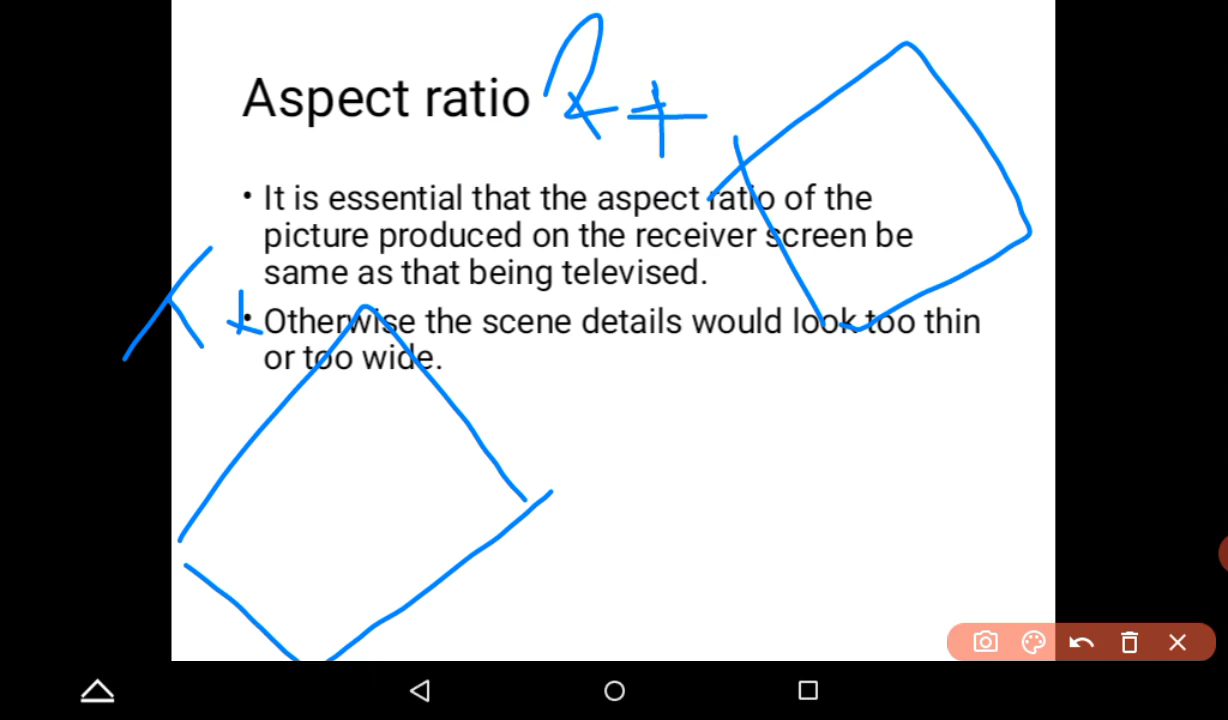 Aspect ratio
• It is essential that the aspect ratio of the
picture produced on the receiver screen be
same as that being televised.
• Otherwise the scene details would look too thin
or too wide.